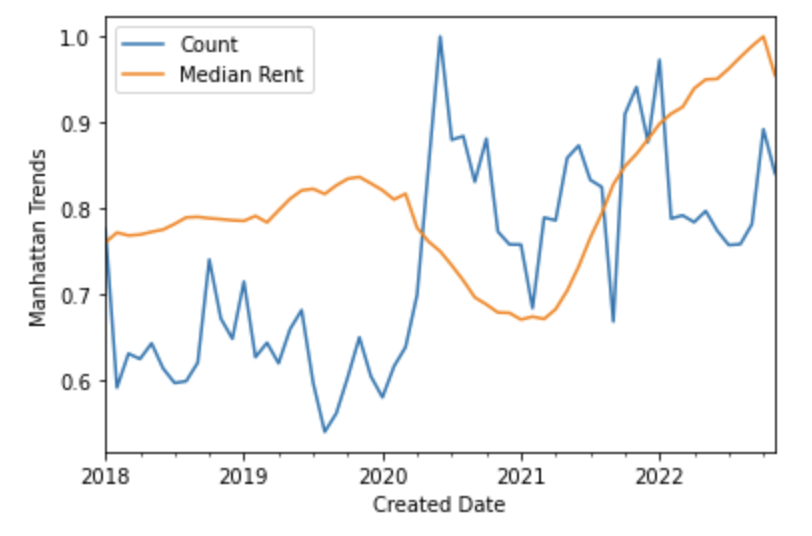 Count
Median Rent
1.0
0.9
0.8
0.7
0.6
Manhattan Trends
2018 2019 2020 2021 2022
Created Date